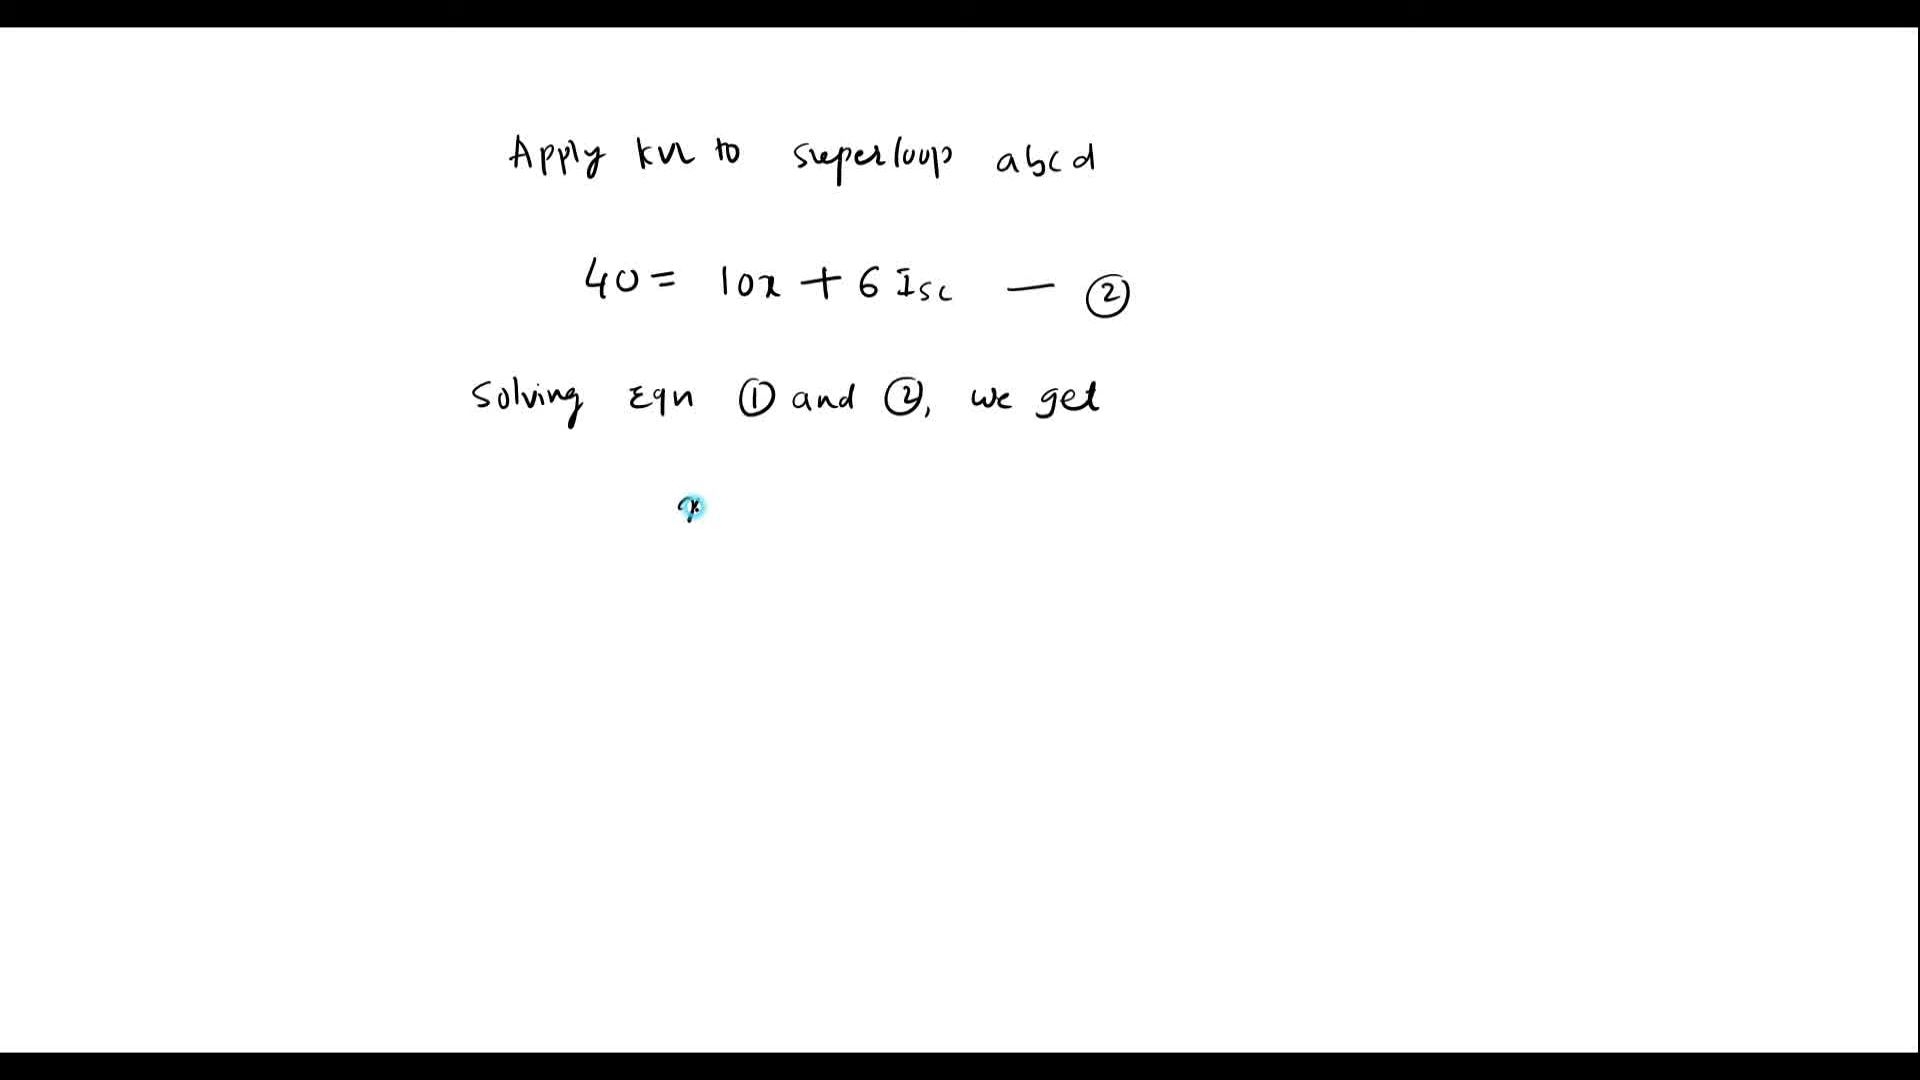 Apply KVL to superloop abcd
40 = 10x + 6 Isc — ②
Solving Eqn ① and ②, we get
x